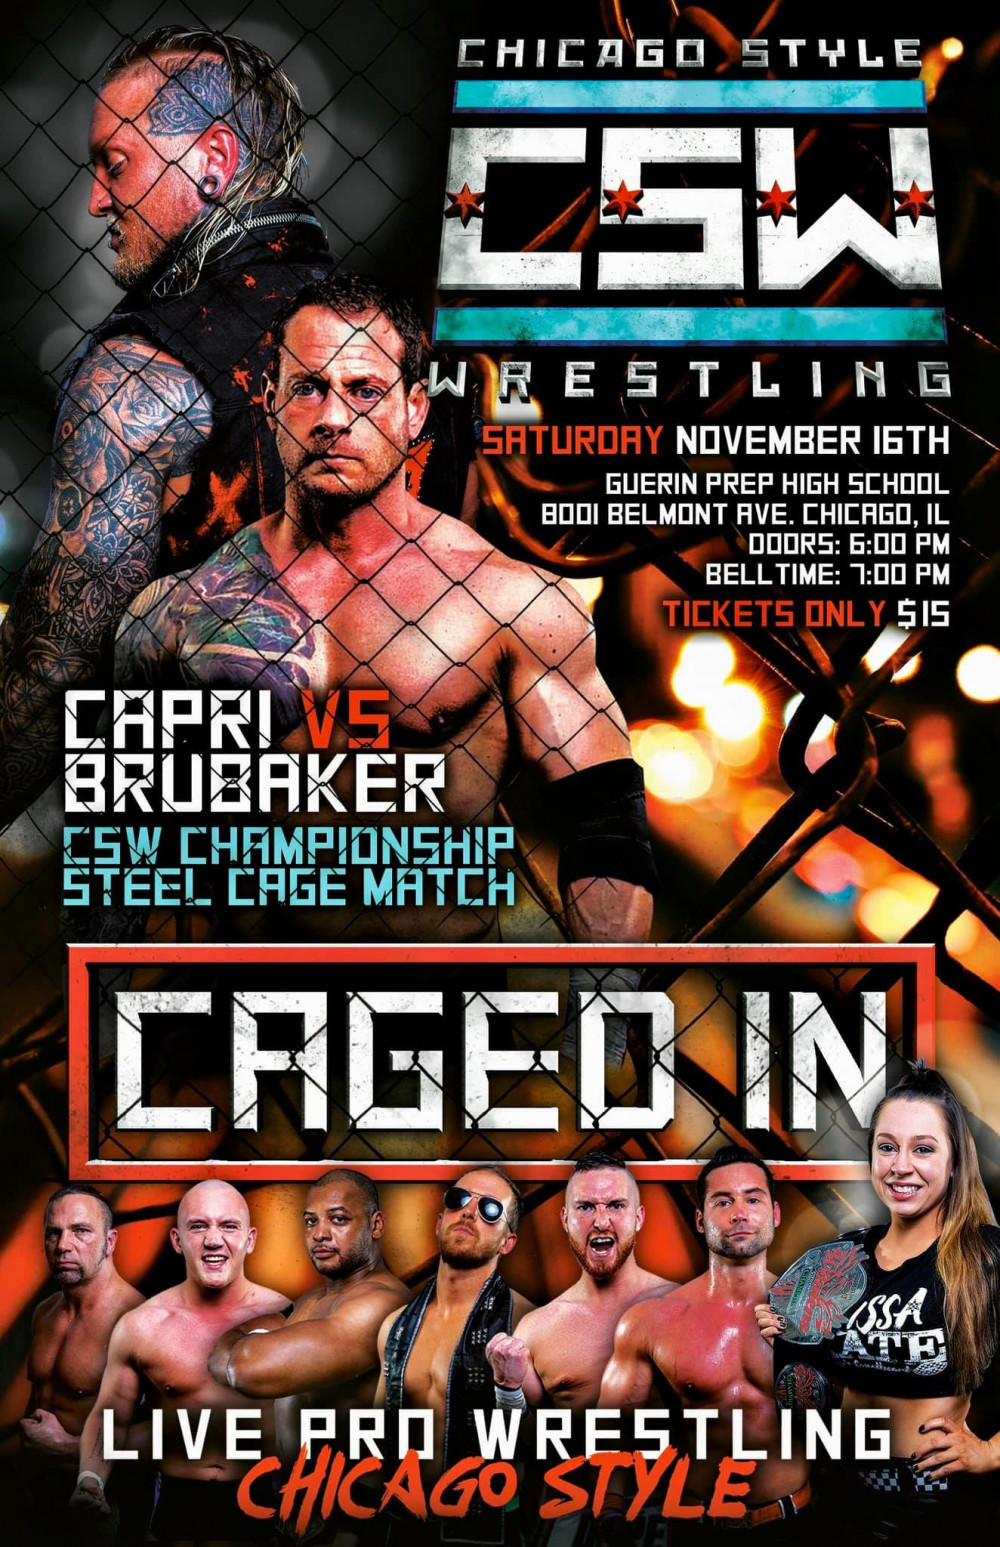 CHICAGO STYLE
CSW
WRESTLING
SATURDAY NOVEMBER 16TH
GUERIN PREP HIGH SCHOOL
8001 BELMONT AVE. CHICAGO, IL
DOORS: 6:00 PM
BELLTIME: 7:00 PM
TICKETS ONLY $15
CAPRI VS
BRUBAKER
CSW CHAMPIONSHIP
STEEL CAGE MATCH
CAGED IN
LIVE PRO WRESTLING
CHICAGO STYLE